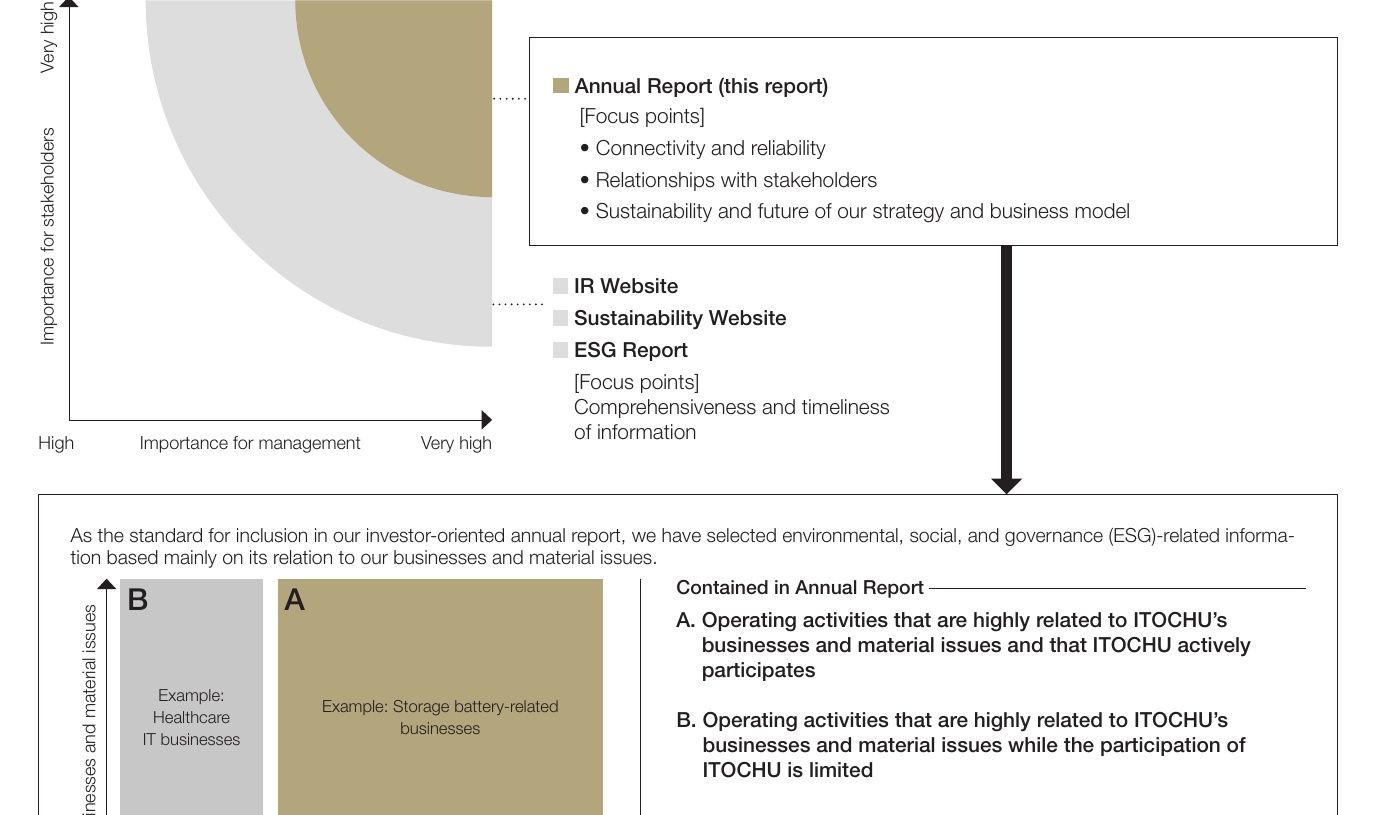 Very high
Importance for stakeholders
Annual Report (this report)
[Focus points]
• Connectivity and reliability
• Relationships with stakeholders
• Sustainability and future of our strategy and business model
IR Website
Sustainability Website
ESG Report
[Focus points]
Comprehensiveness and timeliness
of information
High
Importance for management
Very high
As the standard for inclusion in our investor-oriented annual report, we have selected environmental, social, and governance (ESG)-related informa-
tion based mainly on its relation to our businesses and material issues.
inesses and material issues
B
Example:
Healthcare
IT businesses
A
Example: Storage battery-related
businesses
Contained in Annual Report
A. Operating activities that are highly related to ITOCHU’s
businesses and material issues and that ITOCHU actively
participates
B. Operating activities that are highly related to ITOCHU’s
businesses and material issues while the participation of
ITOCHU is limited